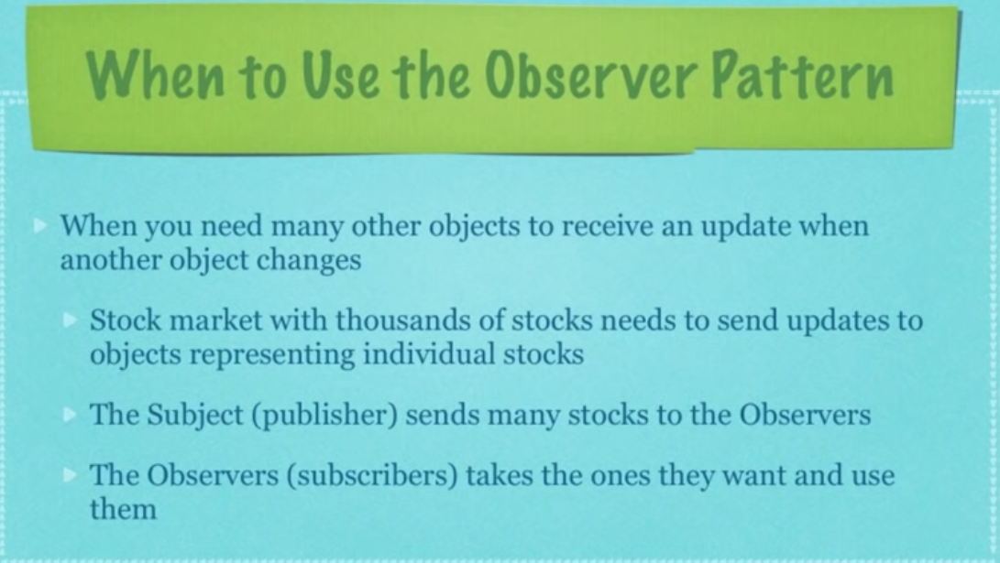 When to Use the Observer Pattern
When you need many other objects to receive an update when
another object changes
Stock market with thousands of stocks needs to send updates to
objects representing individual stocks
The Subject (publisher) sends many stocks to the Observers
The Observers (subscribers) takes the ones they want and use
them